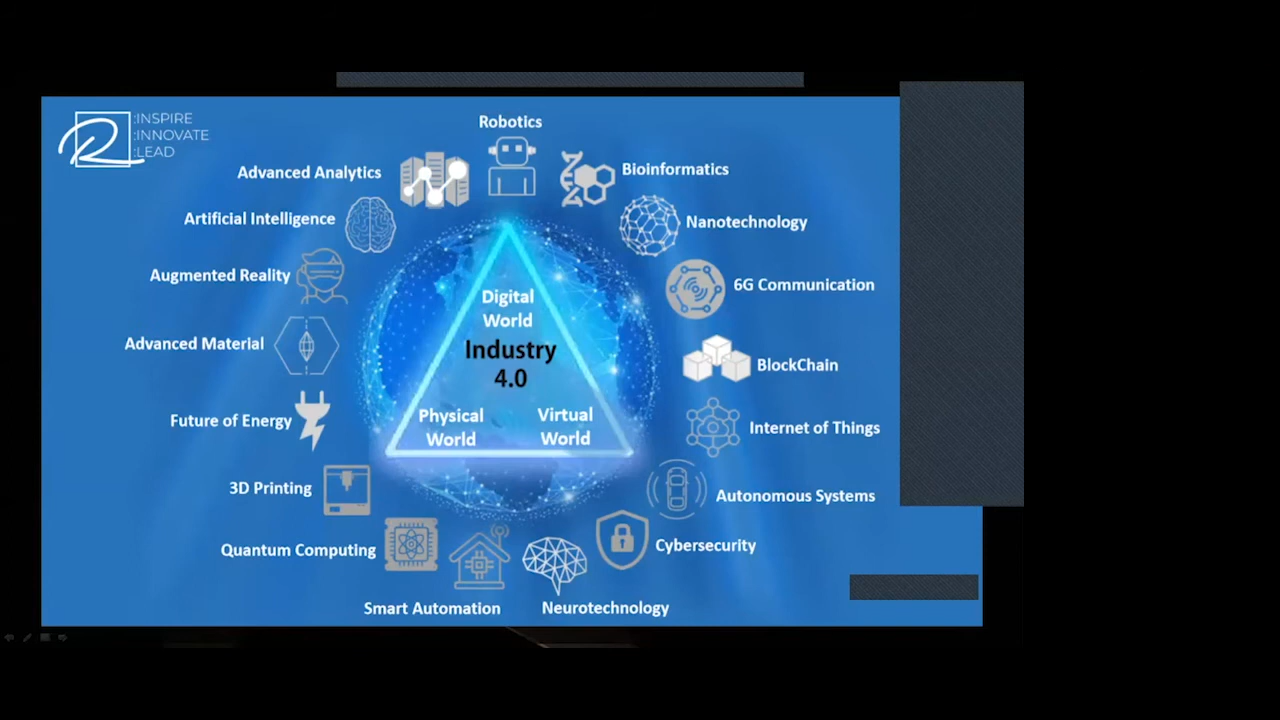 :INSPIRE
:INNOVATE
:LEAD
Robotics
Advanced Analytics
Bioinformatics
Artificial Intelligence
Nanotechnology
Augmented Reality
6G Communication
Digital
World
Industry
4.0
Advanced Material
BlockChain
Physical
World
Virtual
World
Future of Energy
Internet of Things
3D Printing
Autonomous Systems
Quantum Computing
Cybersecurity
Smart Automation
Neurotechnology